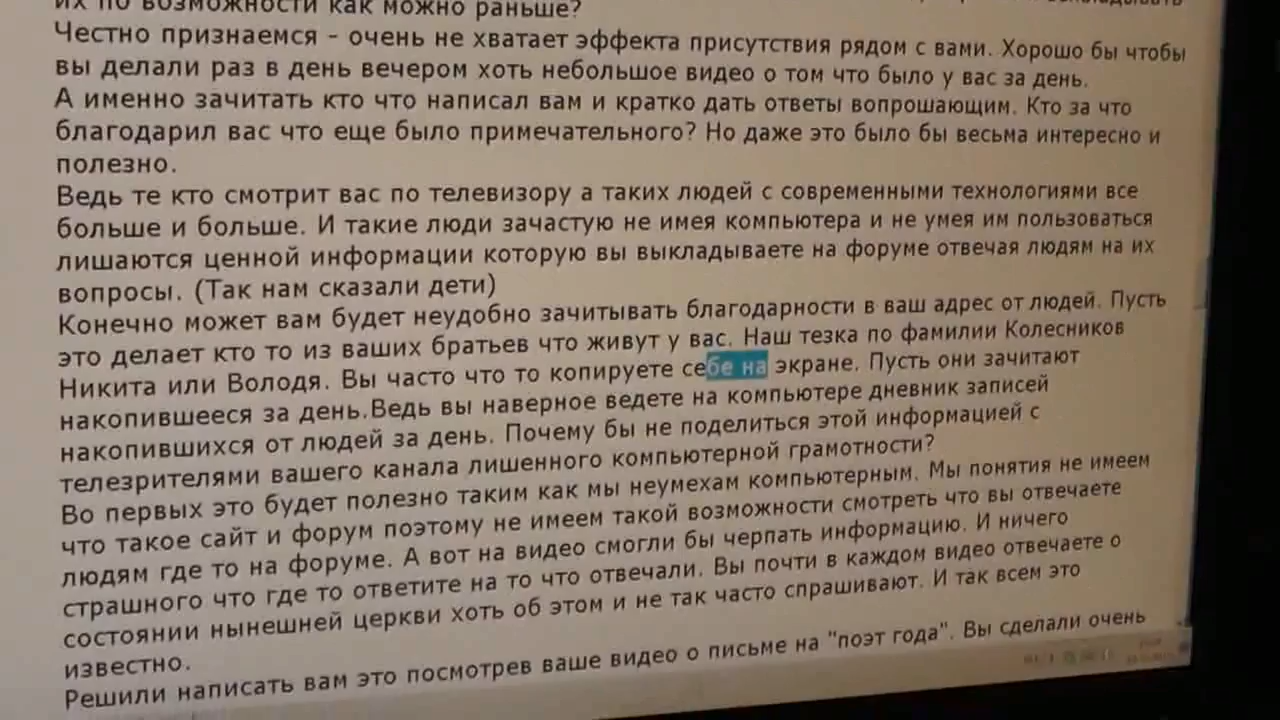 их по возможности как можно раньше?
Честно признаемся - очень не хватает эффекта присутствия рядом с вами. Хорошо бы чтобы
вы делали раз в день вечером хоть небольшое видео о том что было у вас за день.
А именно зачитать кто что написал вам и кратко дать ответы вопрошающим. Кто за что
благодарил вас что еще было примечательного? Но даже это было бы весьма интересно и
полезно.
Ведь те кто смотрит вас по телевизору а таких людей с современными технологиями все
больше и больше. И такие люди зачастую не имея компьютера и не умея им пользоваться
лишаются ценной информации которую вы выкладываете на форуме отвечая людям на их
вопросы. (Так нам сказали дети)
Конечно может вам будет неудобно зачитывать благодарности в ваш адрес от людей. Пусть
это делает кто то из ваших братьев что живут у вас. Наш тезка по фамилии Колесников
Никита или Володя. Вы часто что то копируете себе на экране. Пусть они зачитают
накопившееся за день.Ведь вы наверное ведете на компьютере дневник записей
накопившихся от людей за день. Почему бы не поделиться этой информацией с
телезрителями вашего канала лишенного компьютерной грамотности?
Во первых это будет полезно таким как мы неумехам компьютерным. Мы понятия не имеем
что такое сайт и форум поэтому не имеем такой возможности смотреть что вы отвечаете
людям где то на форуме. А вот на видео смогли бы черпать информацию. И ничего
страшного что где то ответите на то что отвечали. Вы почти в каждом видео отвечаете о
состоянии нынешней церкви хоть об этом и не так часто спрашивают. И так всем это
известно.
Решили написать вам это посмотрев ваше видео о письме на "поэт года". Вы сделали очень